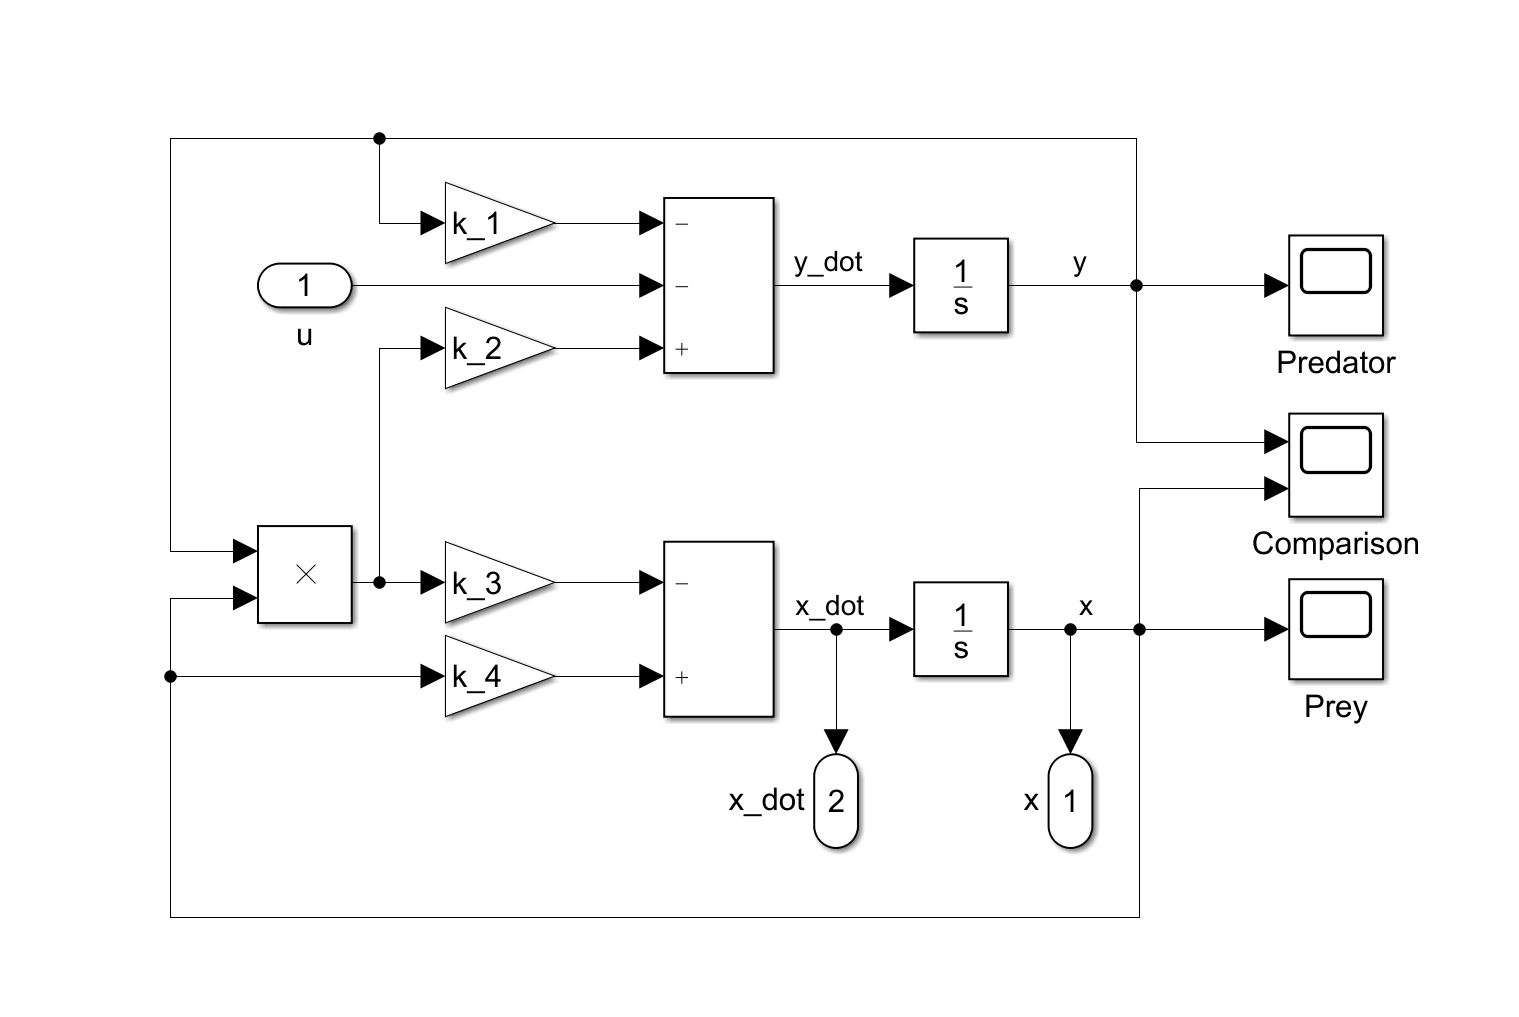 k_1
−
y_dot
1
s
y
1
−
u
k_2
+
Predator
Comparison
×
k_3
−
x_dot
1
s
x
k_4
+
Prey
x_dot 2
x 1